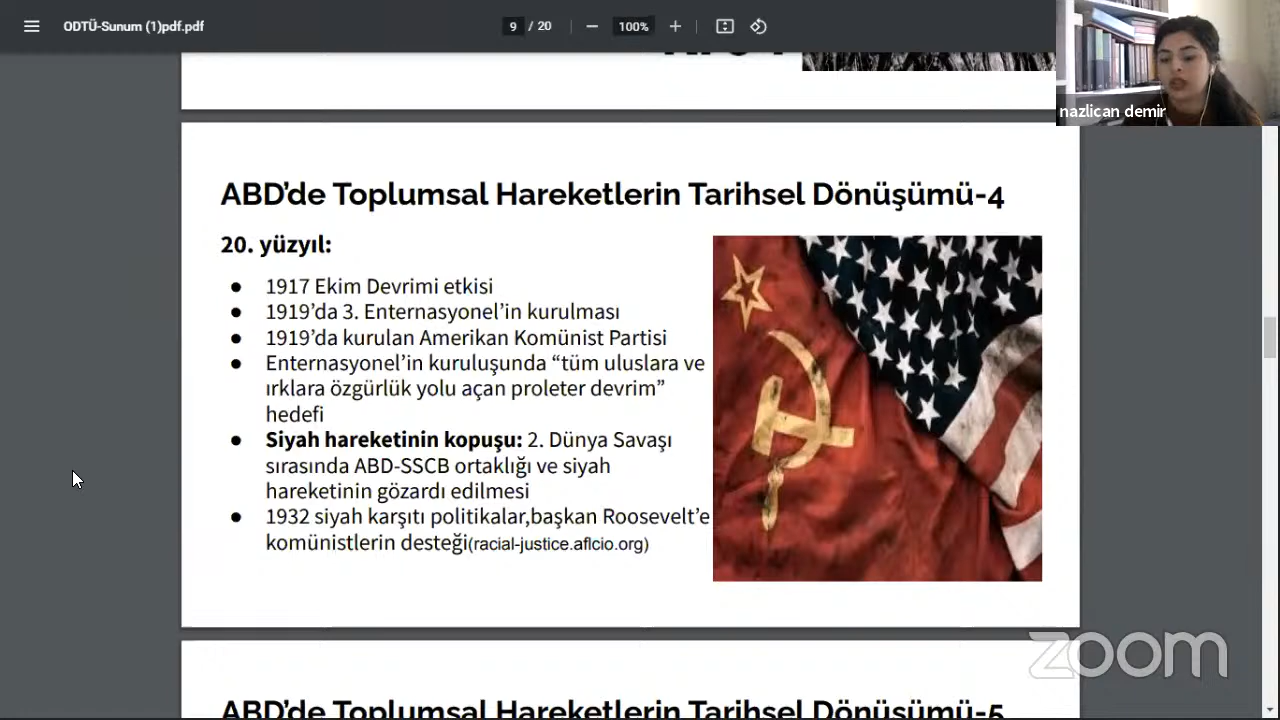 ODTÜ-Sunum (1)pdf.pdf
9 / 20
100%
nazlican demir
ABD’de Toplumsal Hareketlerin Tarihsel Dönüşümü-4
20. yüzyıl:
● 1917 Ekim Devrimi etkisi
● 1919’da 3. Enternasyonel’in kurulması
● 1919’da kurulan Amerikan Komünist Partisi
● Enternasyonel’in kuruluşunda “tüm uluslara ve
ırklara özgürlük yolu açan proleter devrim”
hedefi
● Siyah hareketinin kopuşu: 2. Dünya Savaşı
sırasında ABD-SSCB ortaklığı ve siyah
hareketinin gözardı edilmesi
● 1932 siyah karşıtı politikalar,başkan Roosevelt’e
komünistlerin desteği(racial-justice.aflcio.org)
zoom
ABD’de Toplumsal Hareketlerin Tarihsel Dönüşümü-5